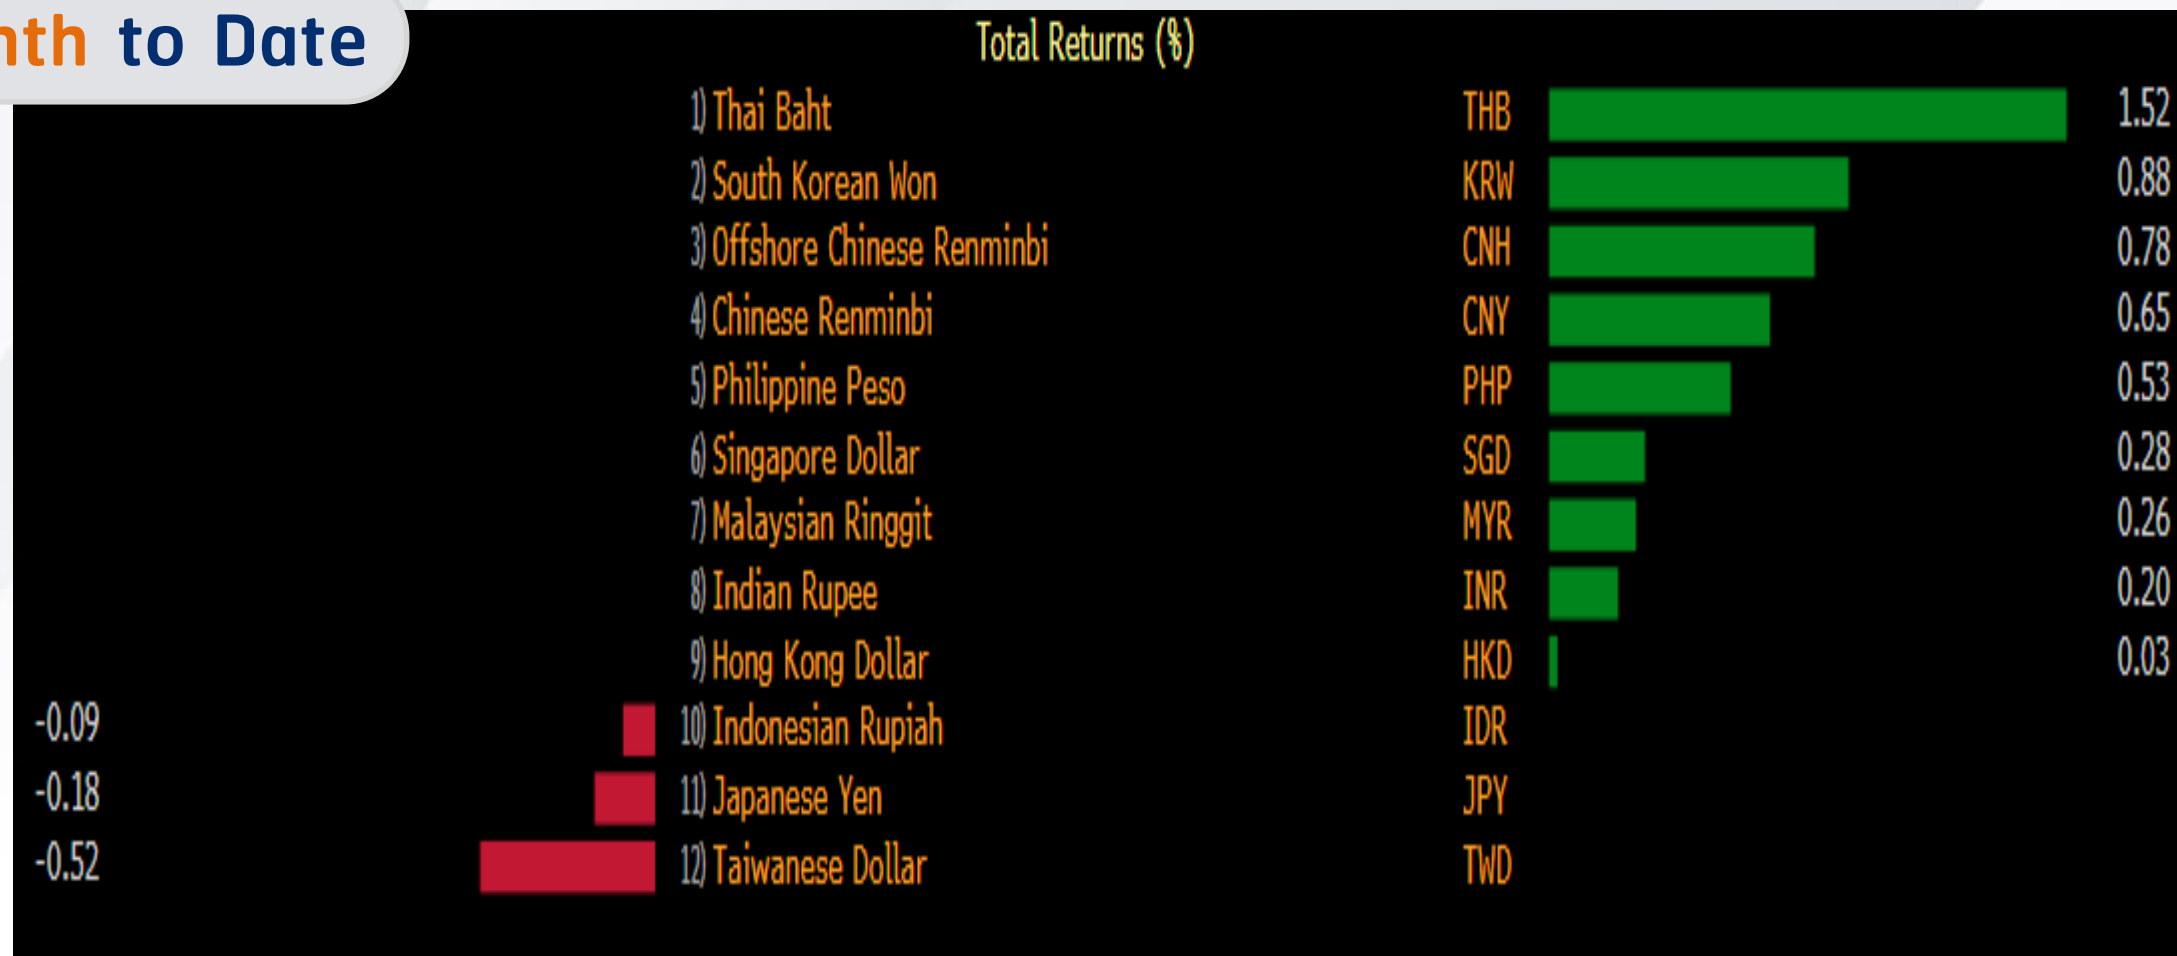 nth to Date
Total Returns (%)
1) Thai Baht THB 1.52
2) South Korean Won KRW 0.88
3) Offshore Chinese Renminbi CNH 0.78
4) Chinese Renminbi CNY 0.65
5) Philippine Peso PHP 0.53
6) Singapore Dollar SGD 0.28
7) Malaysian Ringgit MYR 0.26
8) Indian Rupee INR 0.20
9) Hong Kong Dollar HKD 0.03
-0.09 10) Indonesian Rupiah IDR
-0.18 11) Japanese Yen JPY
-0.52 12) Taiwanese Dollar TWD